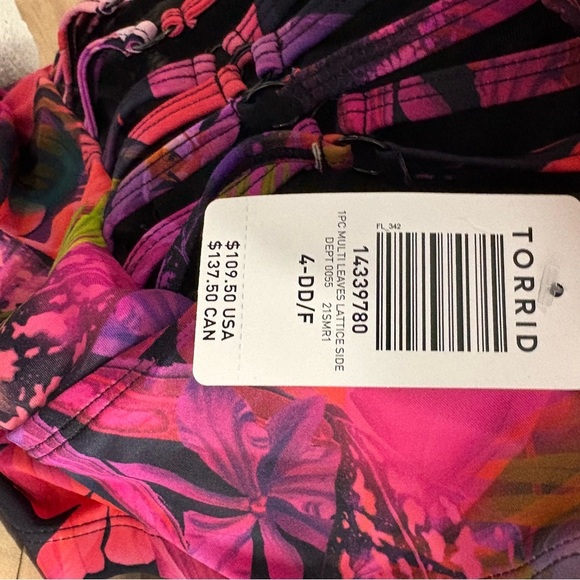 TORRID
FL_342
14339780
1PC MULTI LEAVES LATTICE SIDE
DEPT 0055 21SMR1
4-DD/F
$109.50 USA
$137.50 CAN